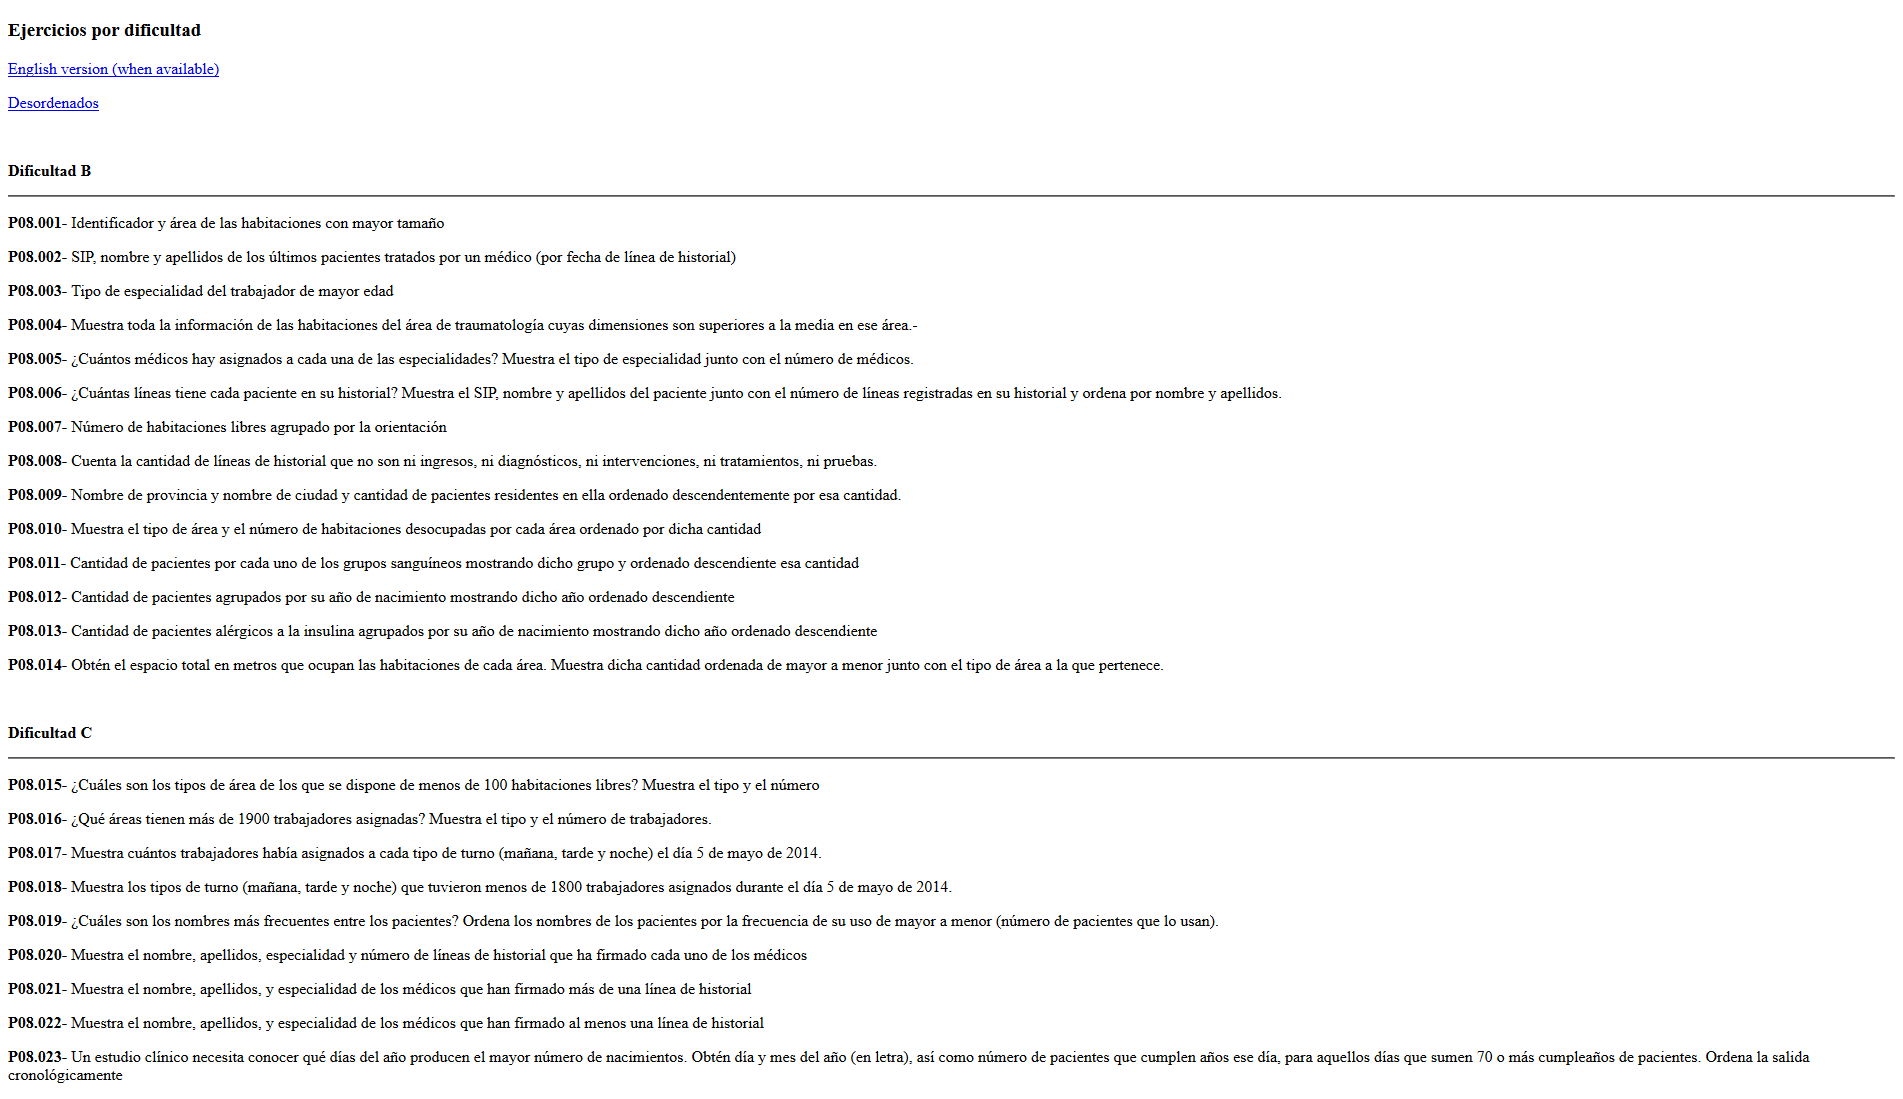 Ejercicios por dificultad
English version (when available)
Desordenados
Dificultad B
P08.001- Identificador y área de las habitaciones con mayor tamaño
P08.002- SIP, nombre y apellidos de los últimos pacientes tratados por un médico (por fecha de línea de historial)
P08.003- Tipo de especialidad del trabajador de mayor edad
P08.004- Muestra toda la información de las habitaciones del área de traumatología cuyas dimensiones son superiores a la media en ese área.-
P08.005- ¿Cuántos médicos hay asignados a cada una de las especialidades? Muestra el tipo de especialidad junto con el número de médicos.
P08.006- ¿Cuántas líneas tiene cada paciente en su historial? Muestra el SIP, nombre y apellidos del paciente junto con el número de líneas registradas en su historial y ordena por nombre y apellidos.
P08.007- Número de habitaciones libres agrupado por la orientación
P08.008- Cuenta la cantidad de líneas de historial que no son ni ingresos, ni diagnósticos, ni intervenciones, ni tratamientos, ni pruebas.
P08.009- Nombre de provincia y nombre de ciudad y cantidad de pacientes residentes en ella ordenado descendentemente por esa cantidad.
P08.010- Muestra el tipo de área y el número de habitaciones desocupadas por cada área ordenado por dicha cantidad
P08.011- Cantidad de pacientes por cada uno de los grupos sanguíneos mostrando dicho grupo y ordenado descendiente esa cantidad
P08.012- Cantidad de pacientes agrupados por su año de nacimiento mostrando dicho año ordenado descendiente
P08.013- Cantidad de pacientes alérgicos a la insulina agrupados por su año de nacimiento mostrando dicho año ordenado descendiente
P08.014- Obtén el espacio total en metros que ocupan las habitaciones de cada área. Muestra dicha cantidad ordenada de mayor a menor junto con el tipo de área a la que pertenece.
Dificultad C
P08.015- ¿Cuáles son los tipos de área de los que se dispone de menos de 100 habitaciones libres? Muestra el tipo y el número
P08.016- ¿Qué áreas tienen más de 1900 trabajadores asignadas? Muestra el tipo y el número de trabajadores.
P08.017- Muestra cuántos trabajadores había asignados a cada tipo de turno (mañana, tarde y noche) el día 5 de mayo de 2014.
P08.018- Muestra los tipos de turno (mañana, tarde y noche) que tuvieron menos de 1800 trabajadores asignados durante el día 5 de mayo de 2014.
P08.019- ¿Cuáles son los nombres más frecuentes entre los pacientes? Ordena los nombres de los pacientes por la frecuencia de su uso de mayor a menor (número de pacientes que lo usan).
P08.020- Muestra el nombre, apellidos, especialidad y número de líneas de historial que ha firmado cada uno de los médicos
P08.021- Muestra el nombre, apellidos, y especialidad de los médicos que han firmado más de una línea de historial
P08.022- Muestra el nombre, apellidos, y especialidad de los médicos que han firmado al menos una línea de historial
P08.023- Un estudio clínico necesita conocer qué días del año producen el mayor número de nacimientos. Obtén día y mes del año (en letra), así como número de pacientes que cumplen años ese día, para aquellos días que sumen 70 o más cumpleaños de pacientes. Ordena la salida
cronológicamente